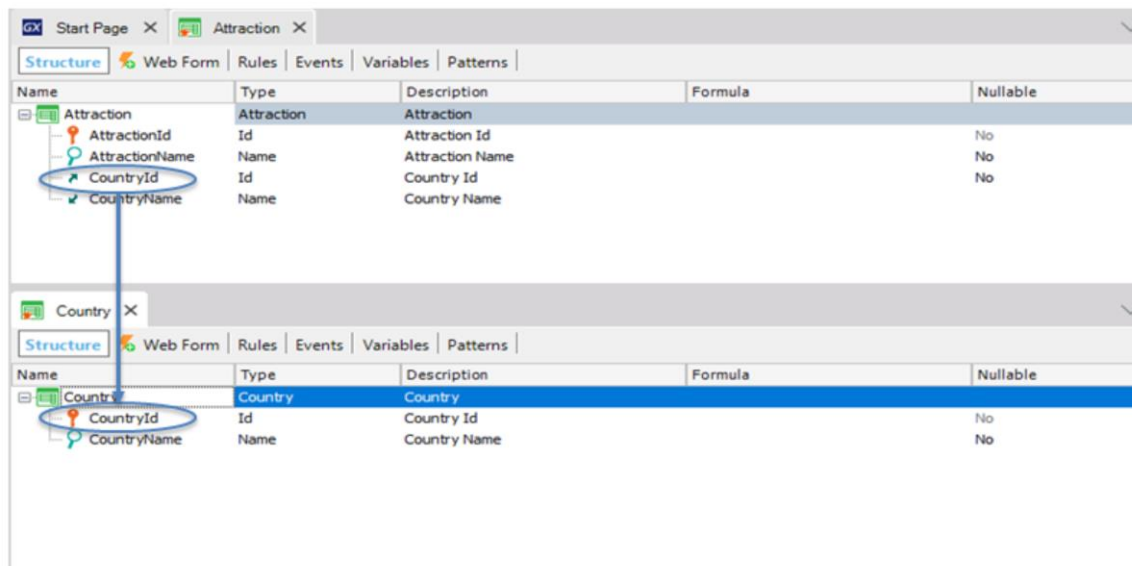 GX Start Page Attraction
Structure Web Form Rules Events Variables Patterns
Name Type Description Formula Nullable
Attraction Attraction Attraction
AttractionId Id Attraction Id No
AttractionName Name Attraction Name No
CountryId Id Country Id No
CountryName Name Country Name
Country
Structure Web Form Rules Events Variables Patterns
Name Type Description Formula Nullable
Country Country Country
CountryId Id Country Id No
CountryName Name Country Name No